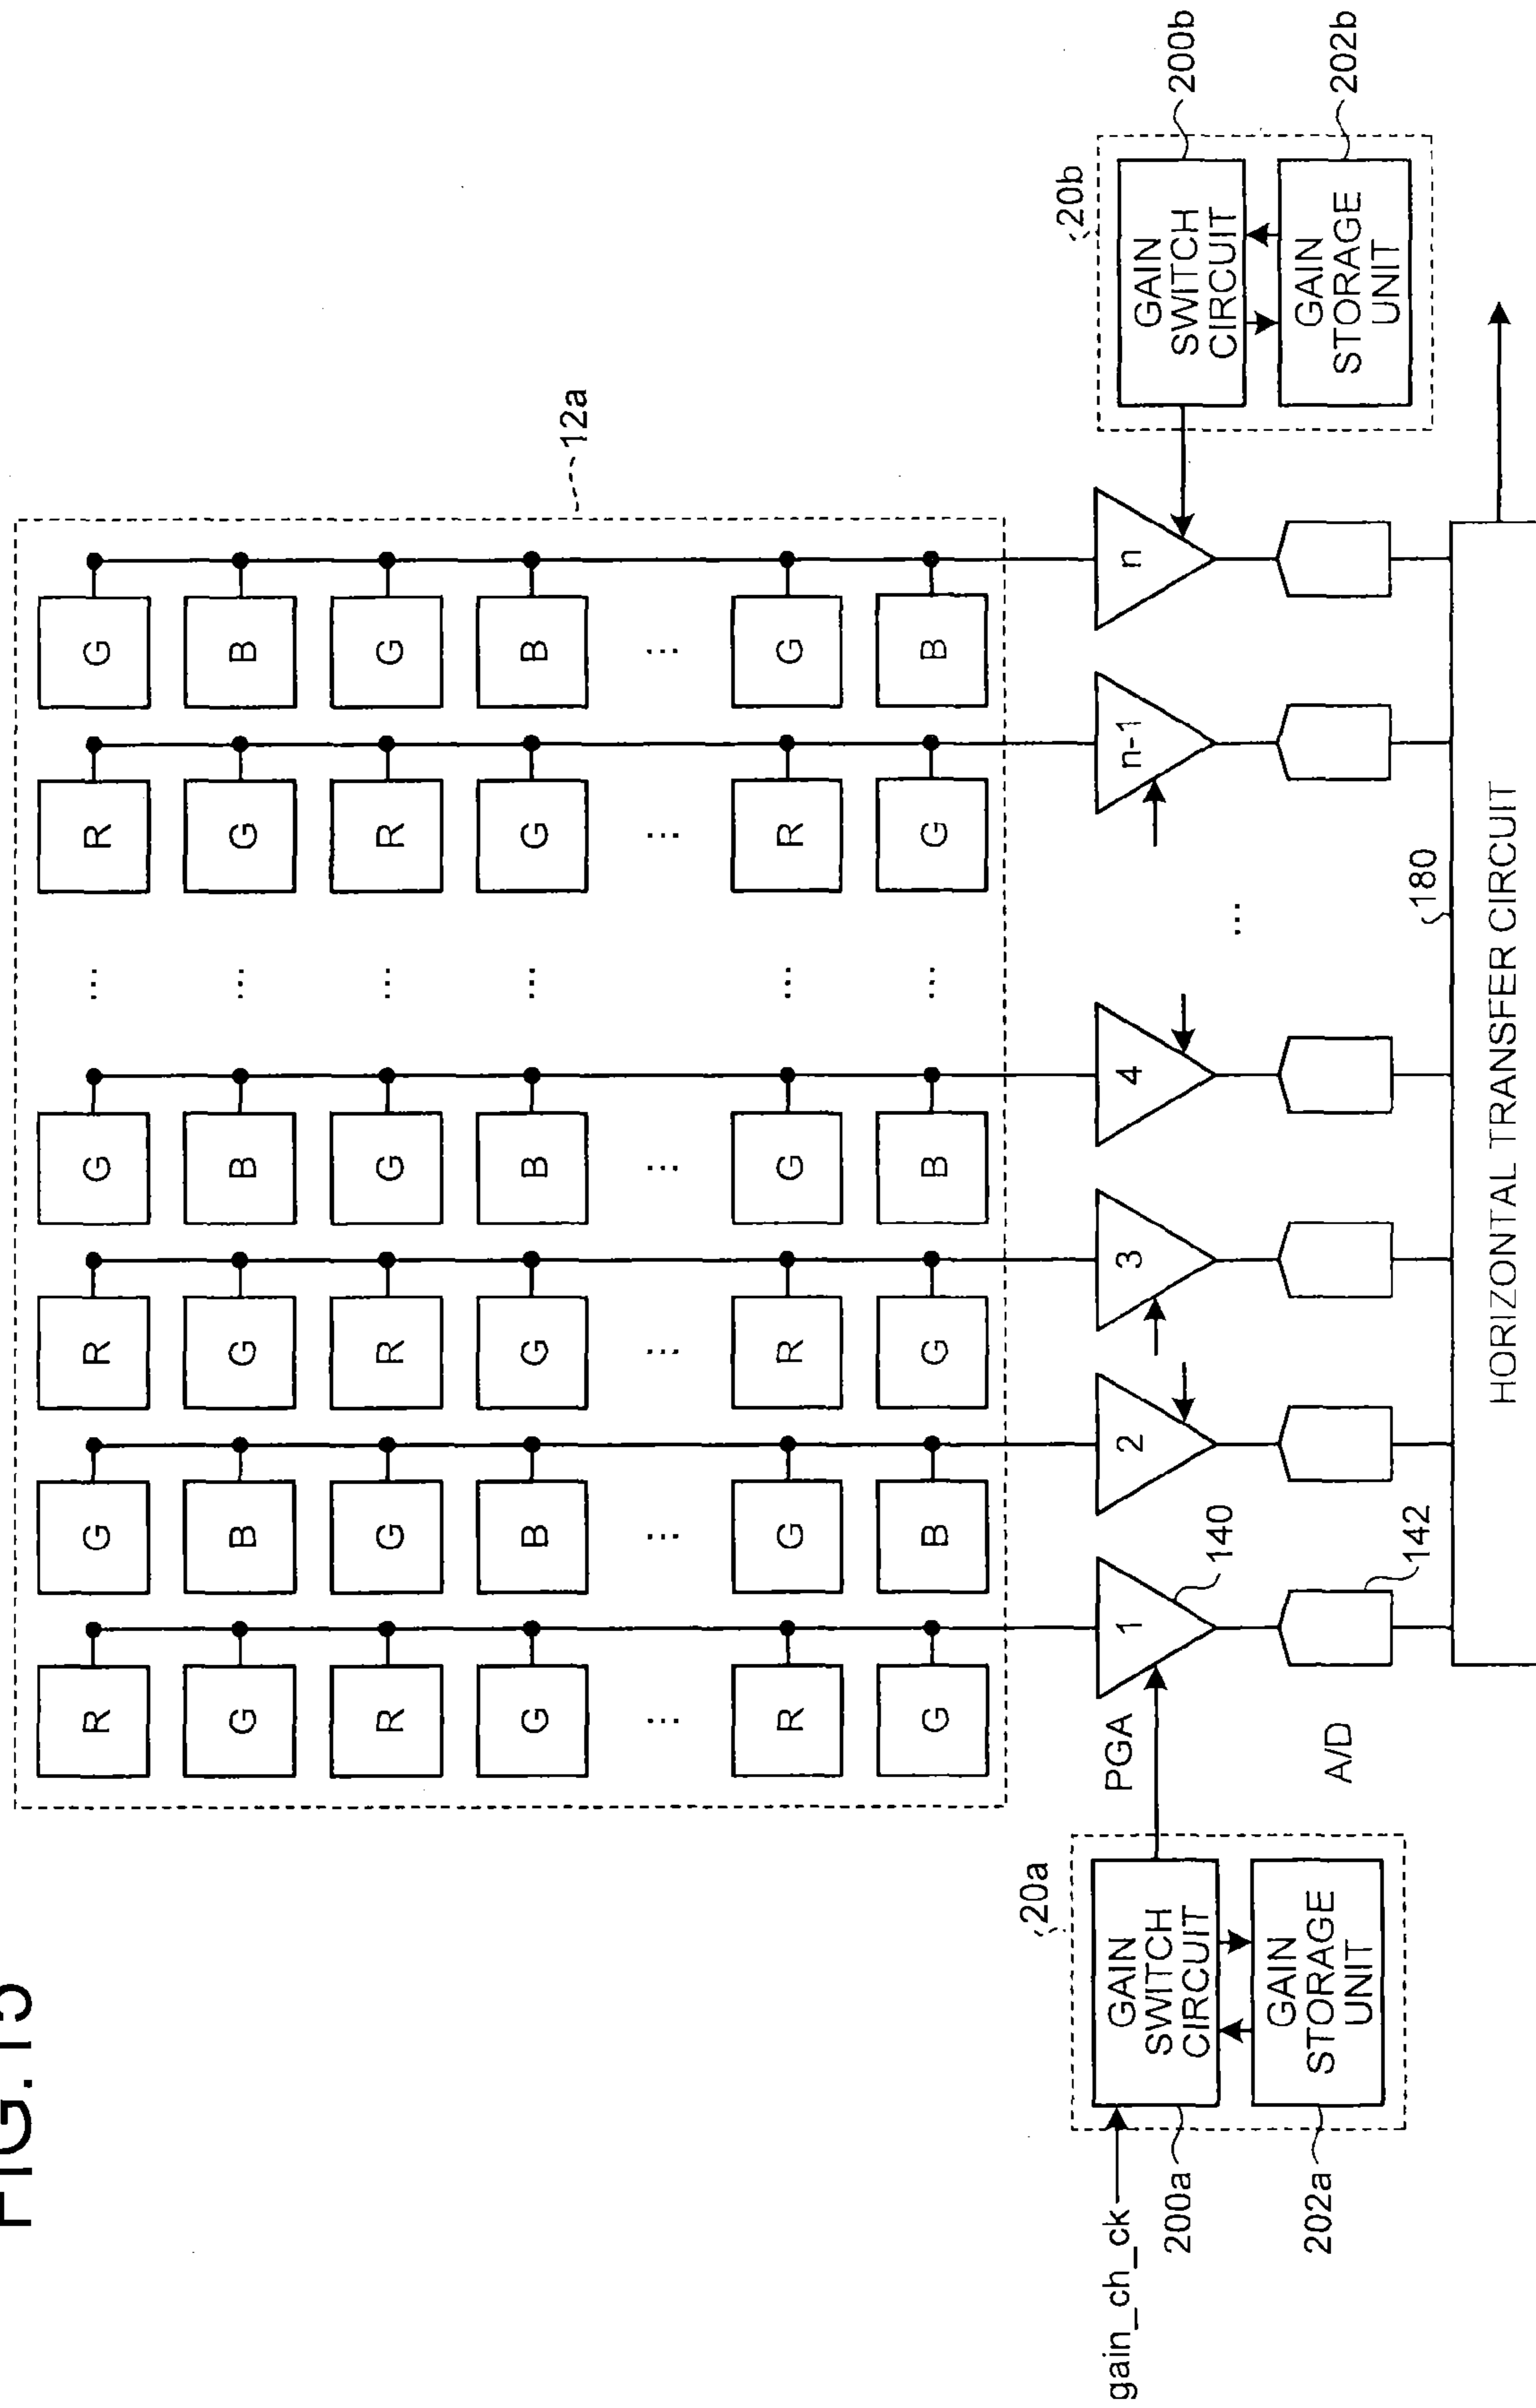 FIG.15
12a
R G R G ... R G
G B G B ... G B
R G R G ... R G
G B G B ... G B
... ... ... ... ... ...
R G R G ... R G
G B G B ... G B
20a
gain_ch_ck
GAIN
SWITCH
CIRCUIT
200a
GAIN
STORAGE
UNIT
202a
PGA
1 2 3 4 ... n-1 n
140
A/D
142
20b
GAIN
SWITCH
CIRCUIT
200b
GAIN
STORAGE
UNIT
202b
180
HORIZONTAL TRANSFER CIRCUIT